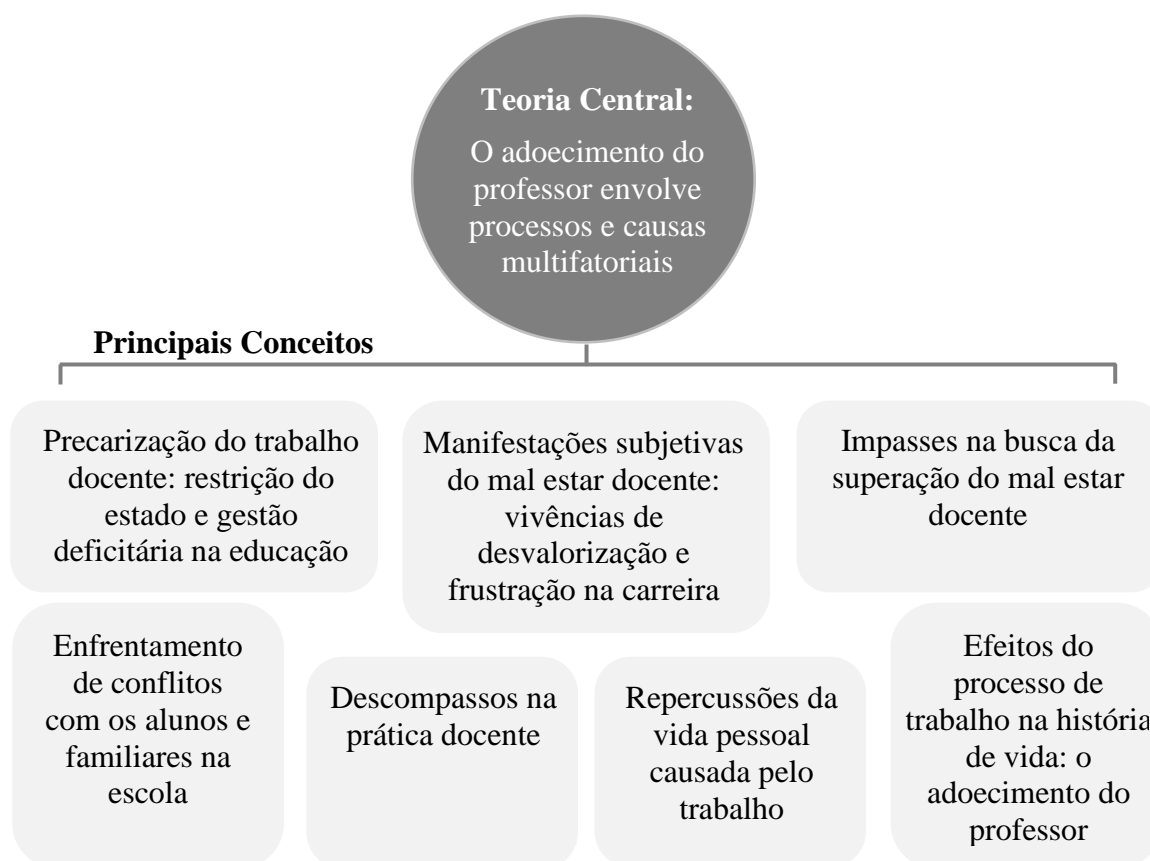 Teoria Central:
O adoecimento do
professor envolve
processos e causas
multifatoriais
Principais Conceitos
Precarização do trabalho
docente: restrição do
estado e gestão
deficitária na educação
Manifestações subjetivas
do mal estar docente:
vivências de
desvalorização e
frustração na carreira
Impasses na busca da
superação do mal estar
docente
Enfrentamento
de conflitos
com os alunos e
familiares na
escola
Descompassos na
prática docente
Repercussões da
vida pessoal
causada pelo
trabalho
Efeitos do
processo de
trabalho na história
de vida: o
adoecimento do
professor